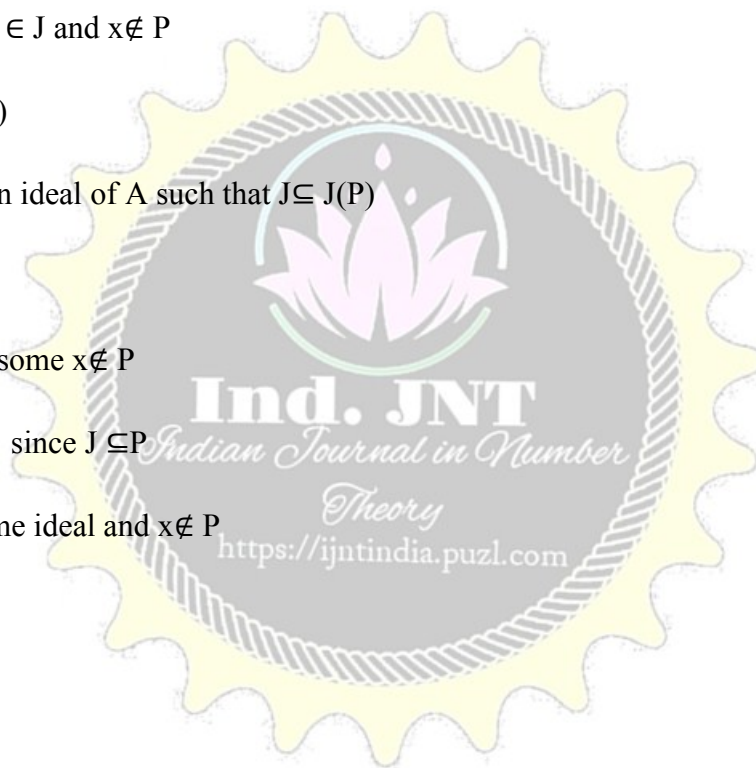 ∈ J and x∉ P
)
n ideal of A such that J⊆ J(P)
some x∉ P
Ind. JNT
since J ⊆P
Indian Journal in Number
Theory
me ideal and x∉ P
https://ijntindia.puzl.com